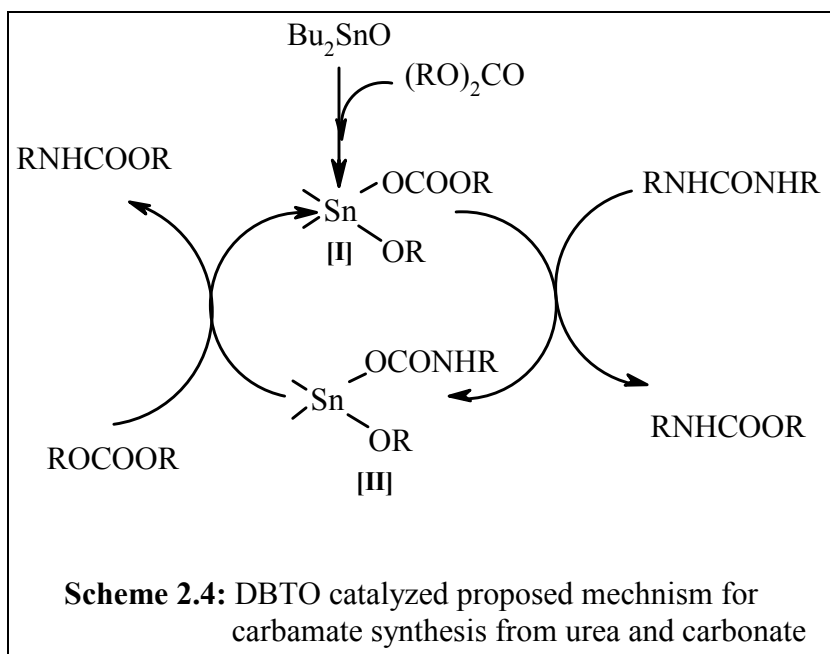 Bu₂SnO
(RO)₂CO
RNHCOOR
OCOOR
RNHCONHR
Sn
[I]
OR
OCONHR
Sn
OR
RNHCOOR
ROCOOR
[II]
Scheme 2.4: DBTO catalyzed proposed mechnism for
carbamate synthesis from urea and carbonate